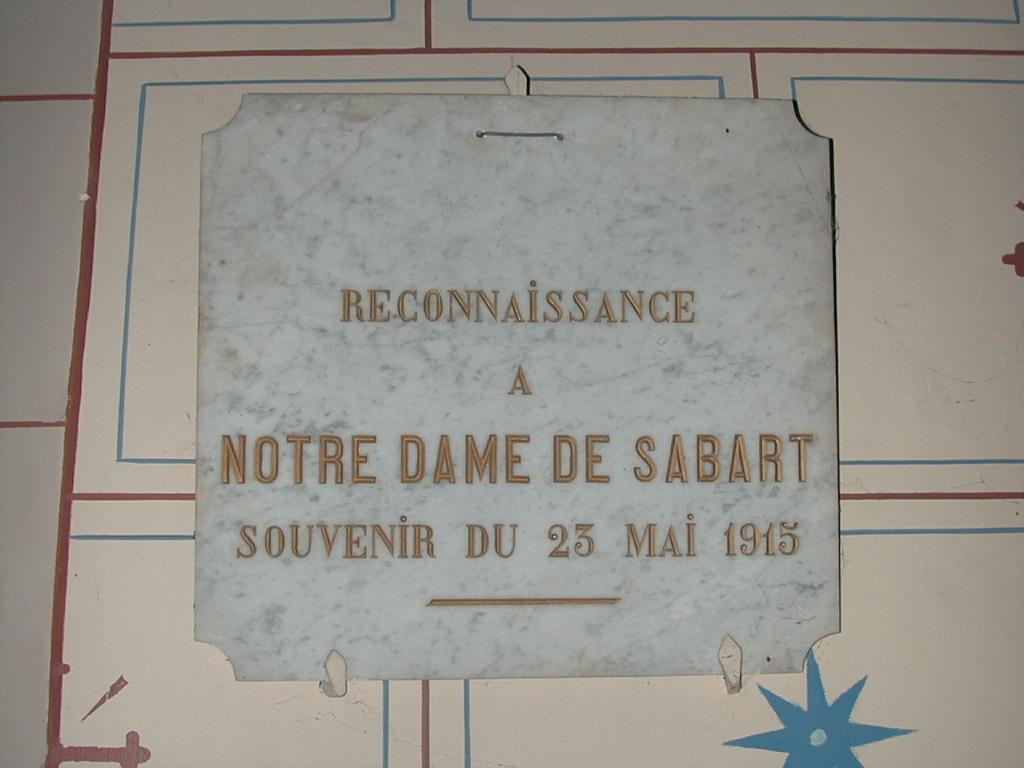 RECONNAiSSANCE
A
NOTRE DAME DE SABART
SOUVENiR DU 23 MAi 1915